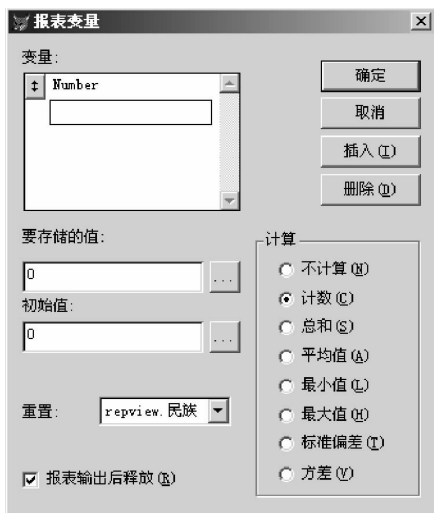 报表变量
变量:
Number
确定
取消
插入(I)
删除(D)
要存储的值:
0
...
初始值:
0
...
重置:
repview.民族
报表输出后释放(R)
计算
不计算(N)
计数(C)
总和(S)
平均值(A)
最小值(L)
最大值(H)
标准偏差(T)
方差(V)